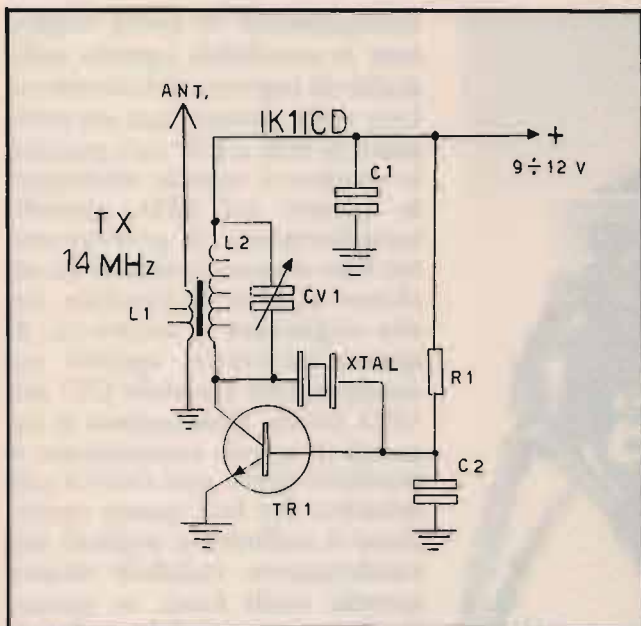 ANT.
IK1ICD
+
9÷12 V
C1
TX
14 MHz
L2
L1
CV1
XTAL
R1
C2
TR1